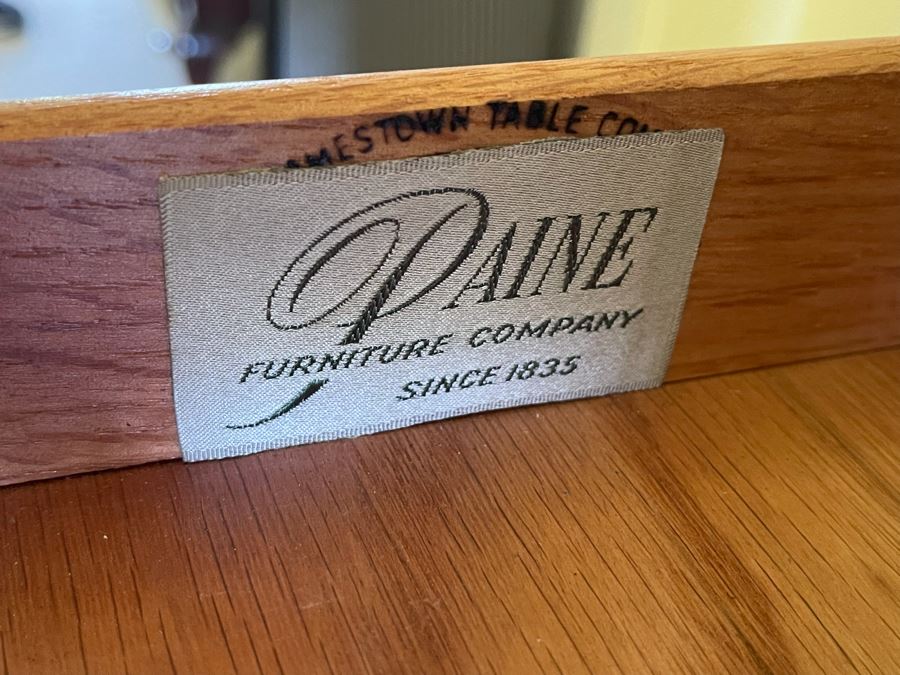 AMESTOWN TABLE CO
PAINE
FURNITURE COMPANY
SINCE 1835